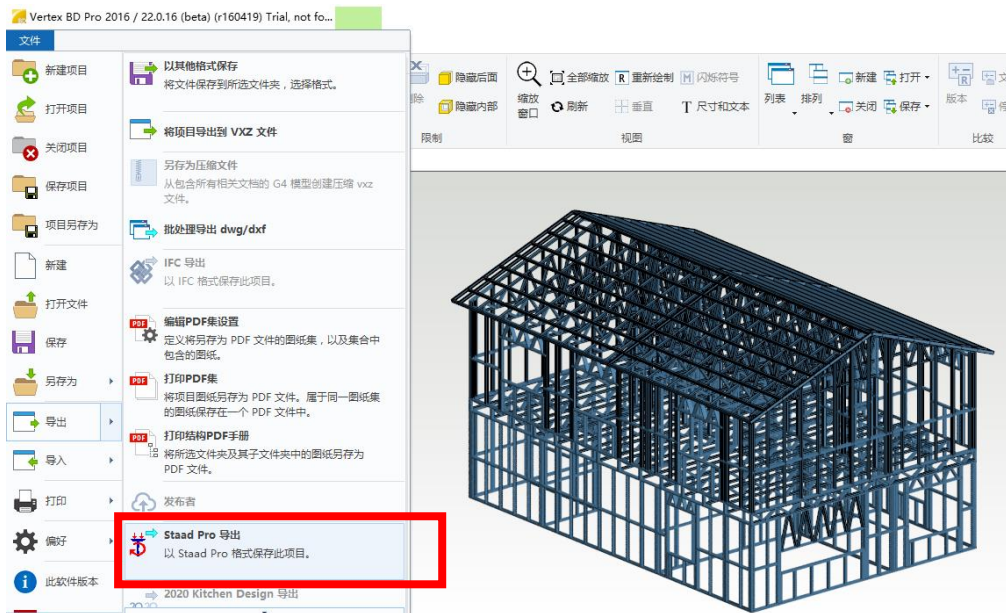 Vertex BD Pro 2016 / 22.0.16 (beta) (r160419) Trial, not fo...
文件
新建项目
打开项目
关闭项目
保存项目
项目另存为
新建
打开文件
保存
另存为
导出
导入
打印
偏好
此软件版本
以其他格式保存
将文件保存到所选文件夹，选择格式。
将项目导出到 VXZ 文件
另存为压缩文件
从包含所有相关文档的 G4 模型创建压缩 vxz
文件。
批处理导出 dwg/dxf
IFC 导出
以 IFC 格式保存此项目。
编辑PDF集设置
定义将另存为 PDF 文件的图纸集，以及集合中
包含的图纸。
打印PDF集
将项目图纸另存为 PDF 文件。属于同一图纸集
的图纸保存在一个 PDF 文件中。
打印结构PDF手册
将所选文件夹及其子文件夹中的图纸另存为
PDF 文件。
发布者
Staad Pro 导出
以 Staad Pro 格式保存此项目。
2020 Kitchen Design 导出
隐藏后面
隐藏内部
限制
缩放
窗口
全部缩放
重新绘制
闪烁符号
刷新
垂直
尺寸和文本
视图
列表
排列
新建
打开
关闭
保存
窗
版本
比较